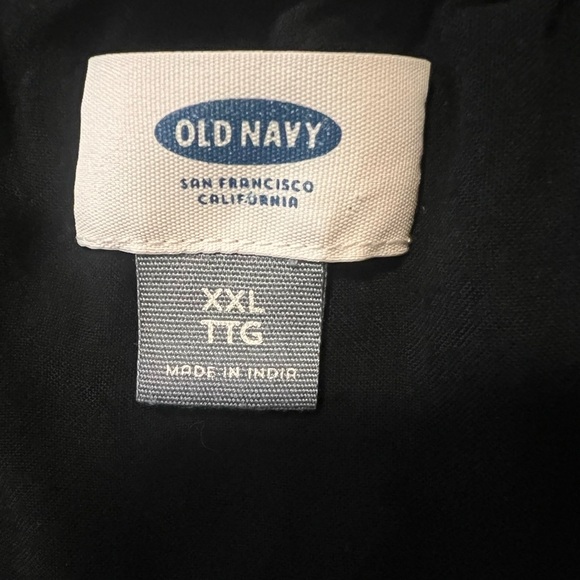 OLD NAVY
SAN FRANCISCO
CALIFORNIA
XXL
TTG
MADE IN INDIA